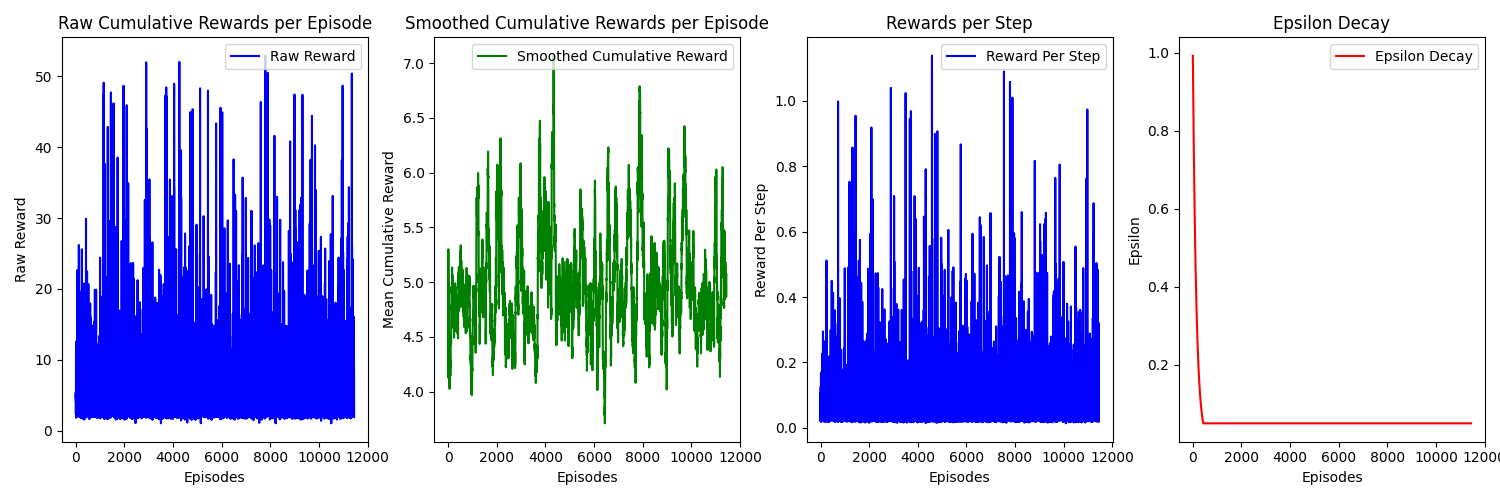 Raw Cumulative Rewards per Episode
Raw Reward
Raw Reward
50
40
30
20
10
0
0 2000 4000 6000 8000 10000 12000
Episodes
Smoothed Cumulative Rewards per Episode
Smoothed Cumulative Reward
Mean Cumulative Reward
7.0
6.5
6.0
5.5
5.0
4.5
4.0
0 2000 4000 6000 8000 10000 12000
Episodes
Rewards per Step
Reward Per Step
Reward Per Step
1.0
0.8
0.6
0.4
0.2
0.0
0 2000 4000 6000 8000 10000 12000
Episodes
Epsilon Decay
Epsilon Decay
Epsilon
1.0
0.8
0.6
0.4
0.2
0 2000 4000 6000 8000 10000 12000
Episodes